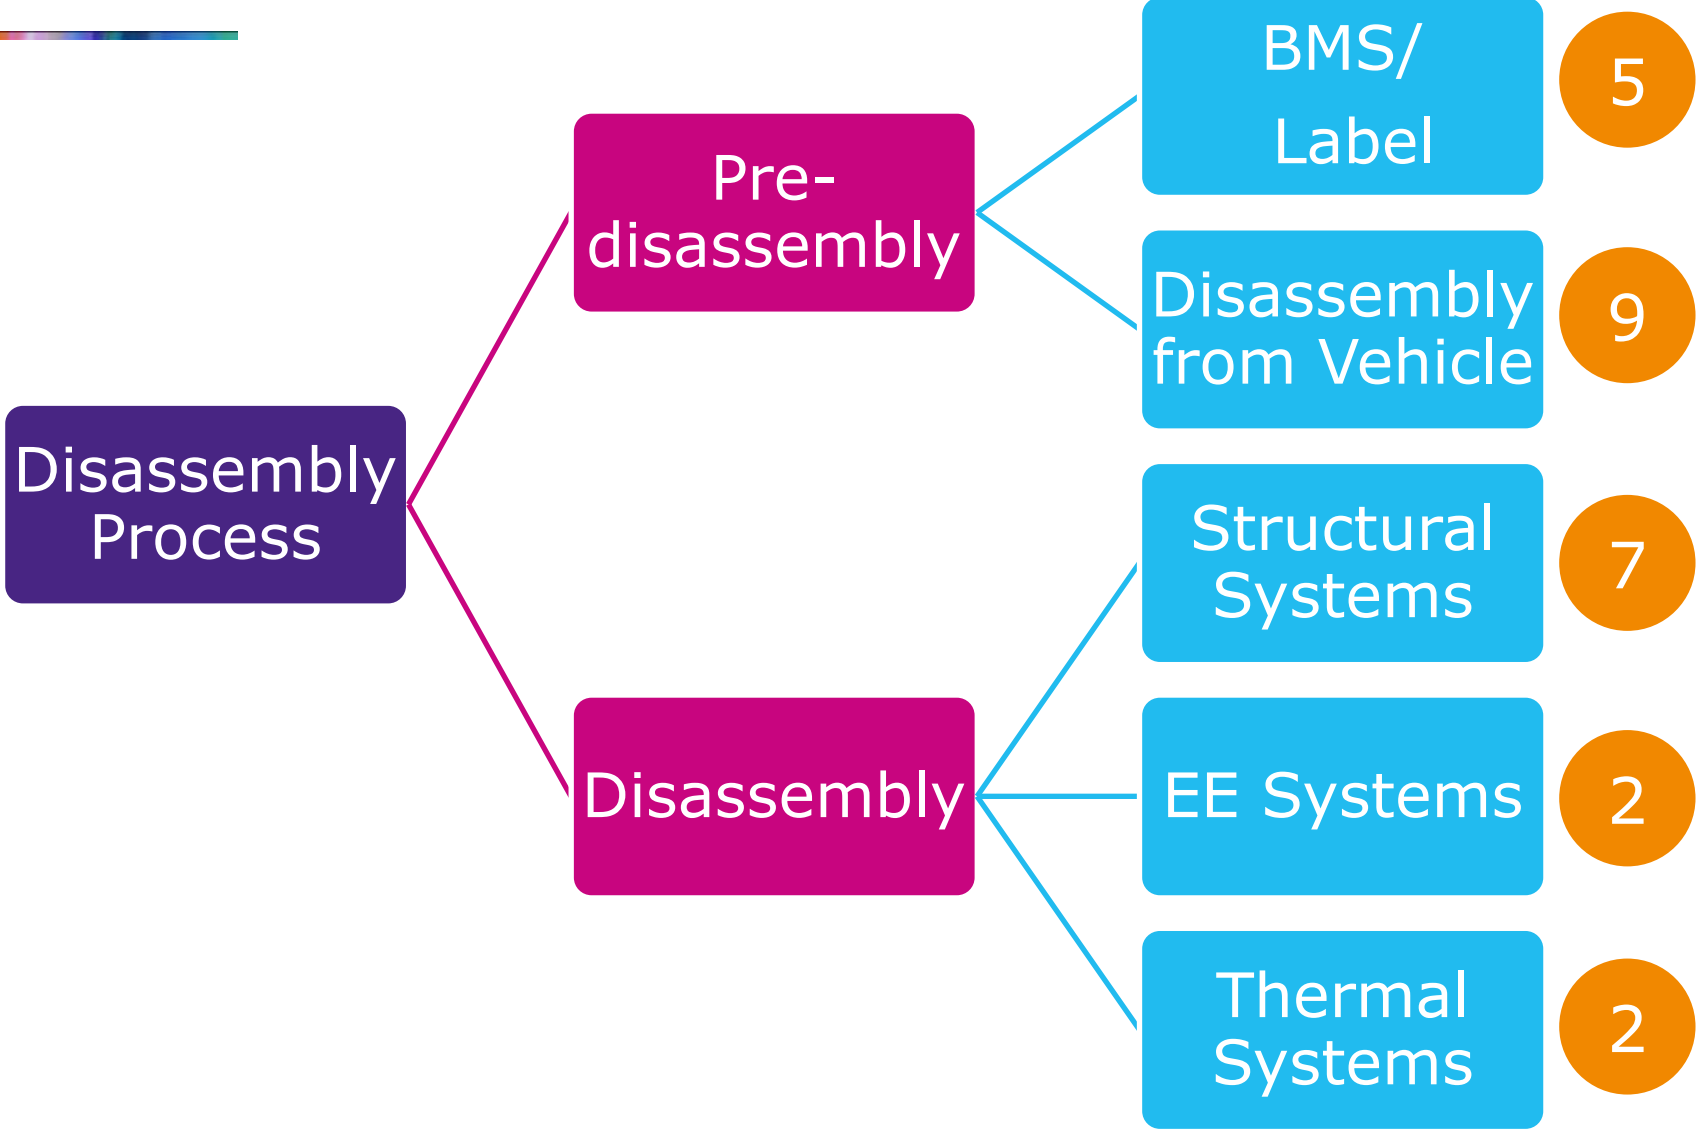 BMS/
Label
5
Pre-
disassembly
Disassembly
from Vehicle
9
Disassembly
Process
Structural
Systems
7
Disassembly
EE Systems
2
Thermal
Systems
2